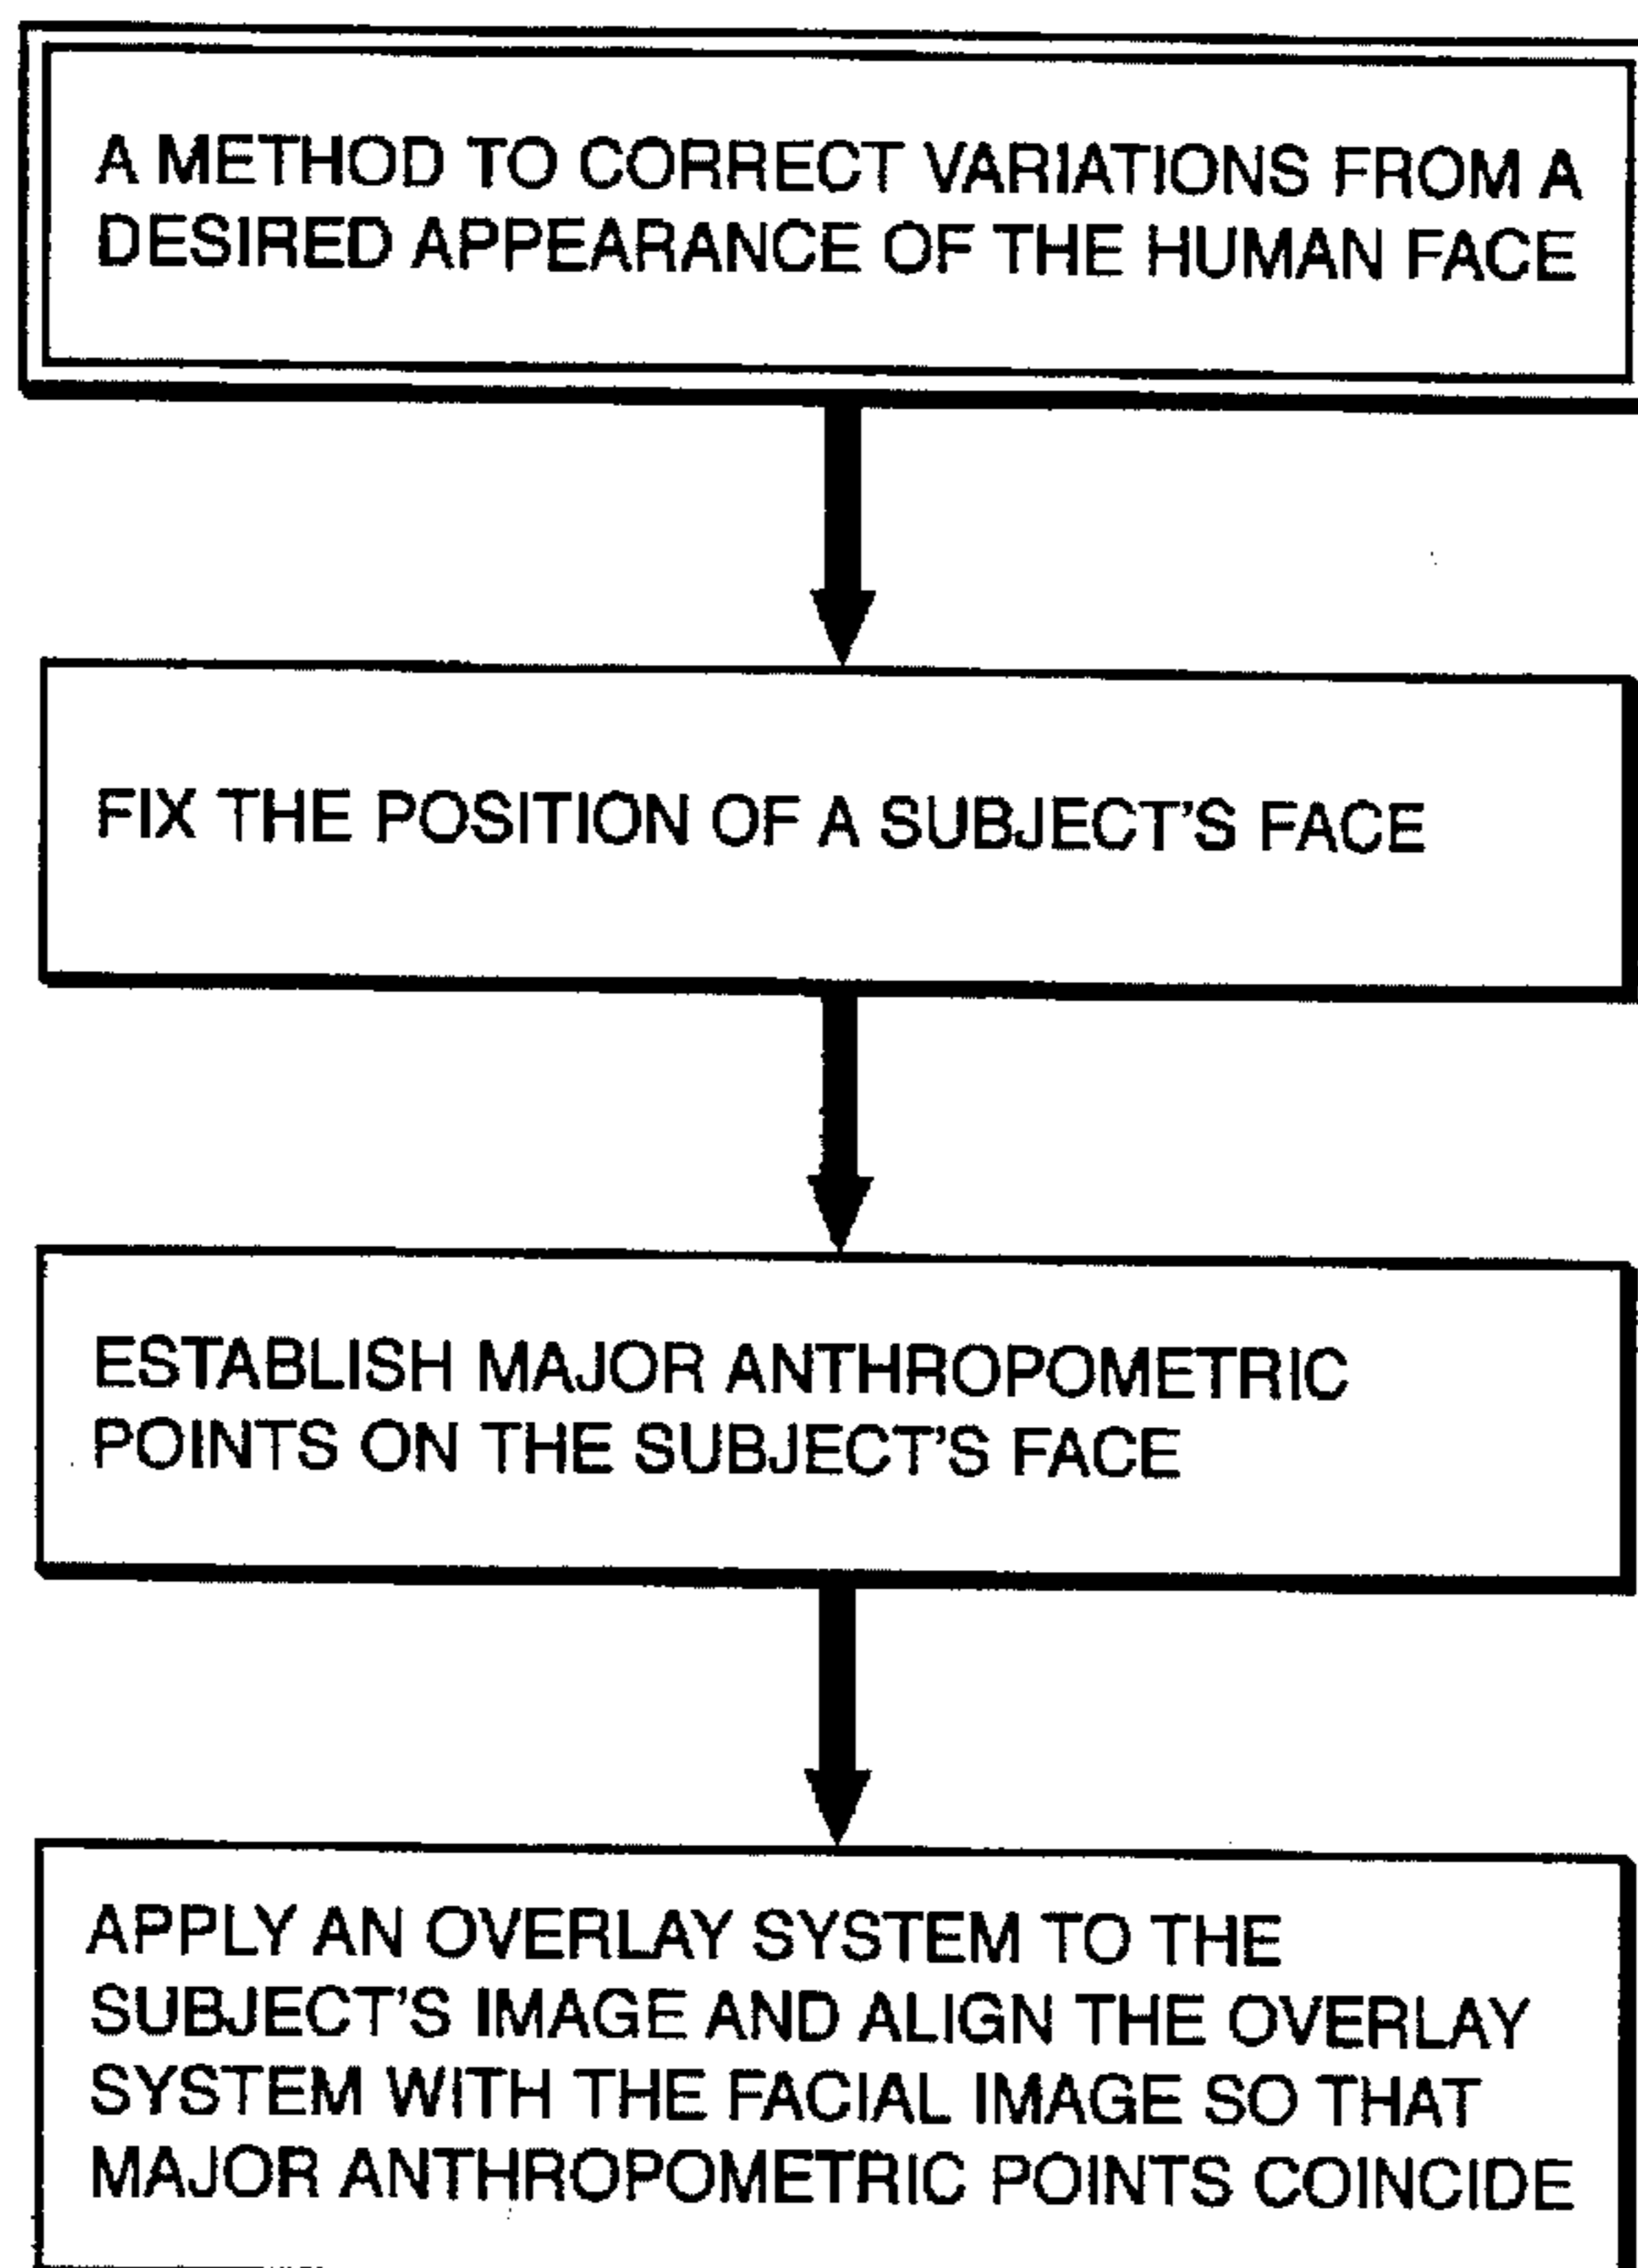 A METHOD TO CORRECT VARIATIONS FROM A
DESIRED APPEARANCE OF THE HUMAN FACE
FIX THE POSITION OF A SUBJECT'S FACE
ESTABLISH MAJOR ANTHROPOMETRIC
POINTS ON THE SUBJECT'S FACE
APPLY AN OVERLAY SYSTEM TO THE
SUBJECT'S IMAGE AND ALIGN THE OVERLAY
SYSTEM WITH THE FACIAL IMAGE SO THAT
MAJOR ANTHROPOMETRIC POINTS COINCIDE